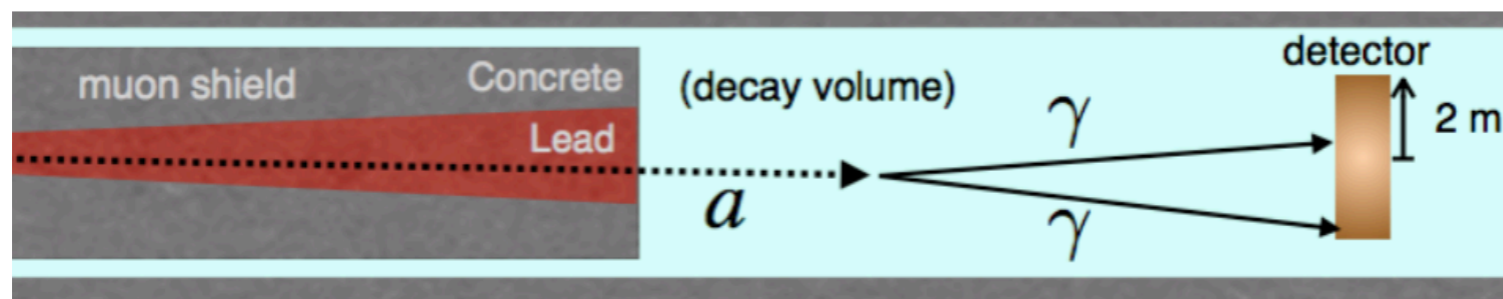 muon shield
Concrete
Lead
(decay volume)
a
γ
γ
detector
2 m